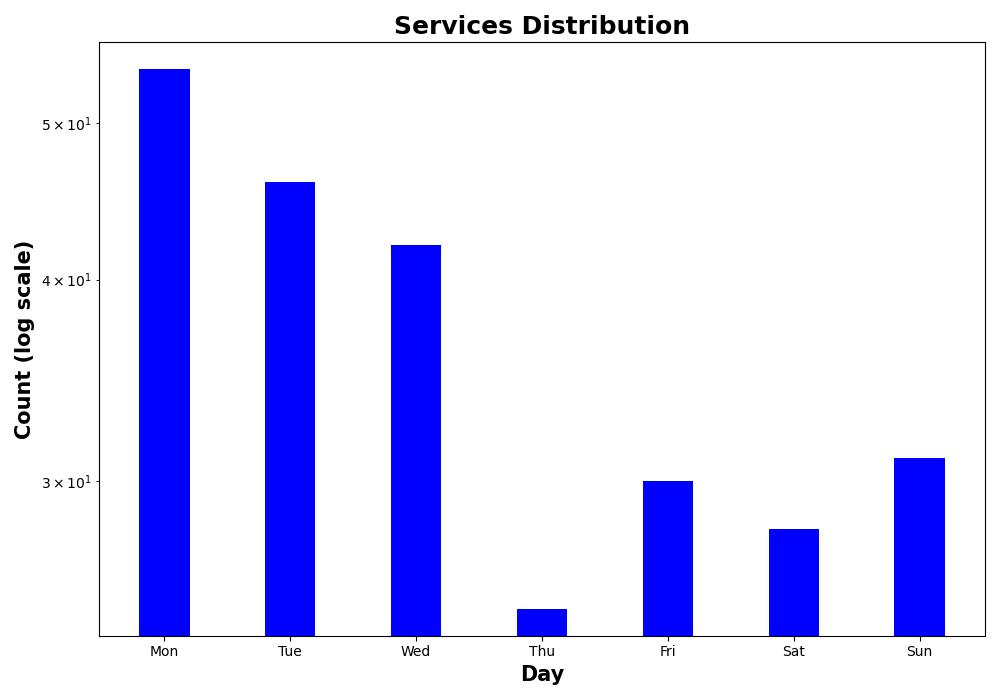 Services Distribution
Count (log scale)
5 × 10¹
4 × 10¹
3 × 10¹
Mon Tue Wed Thu Fri Sat Sun
Day